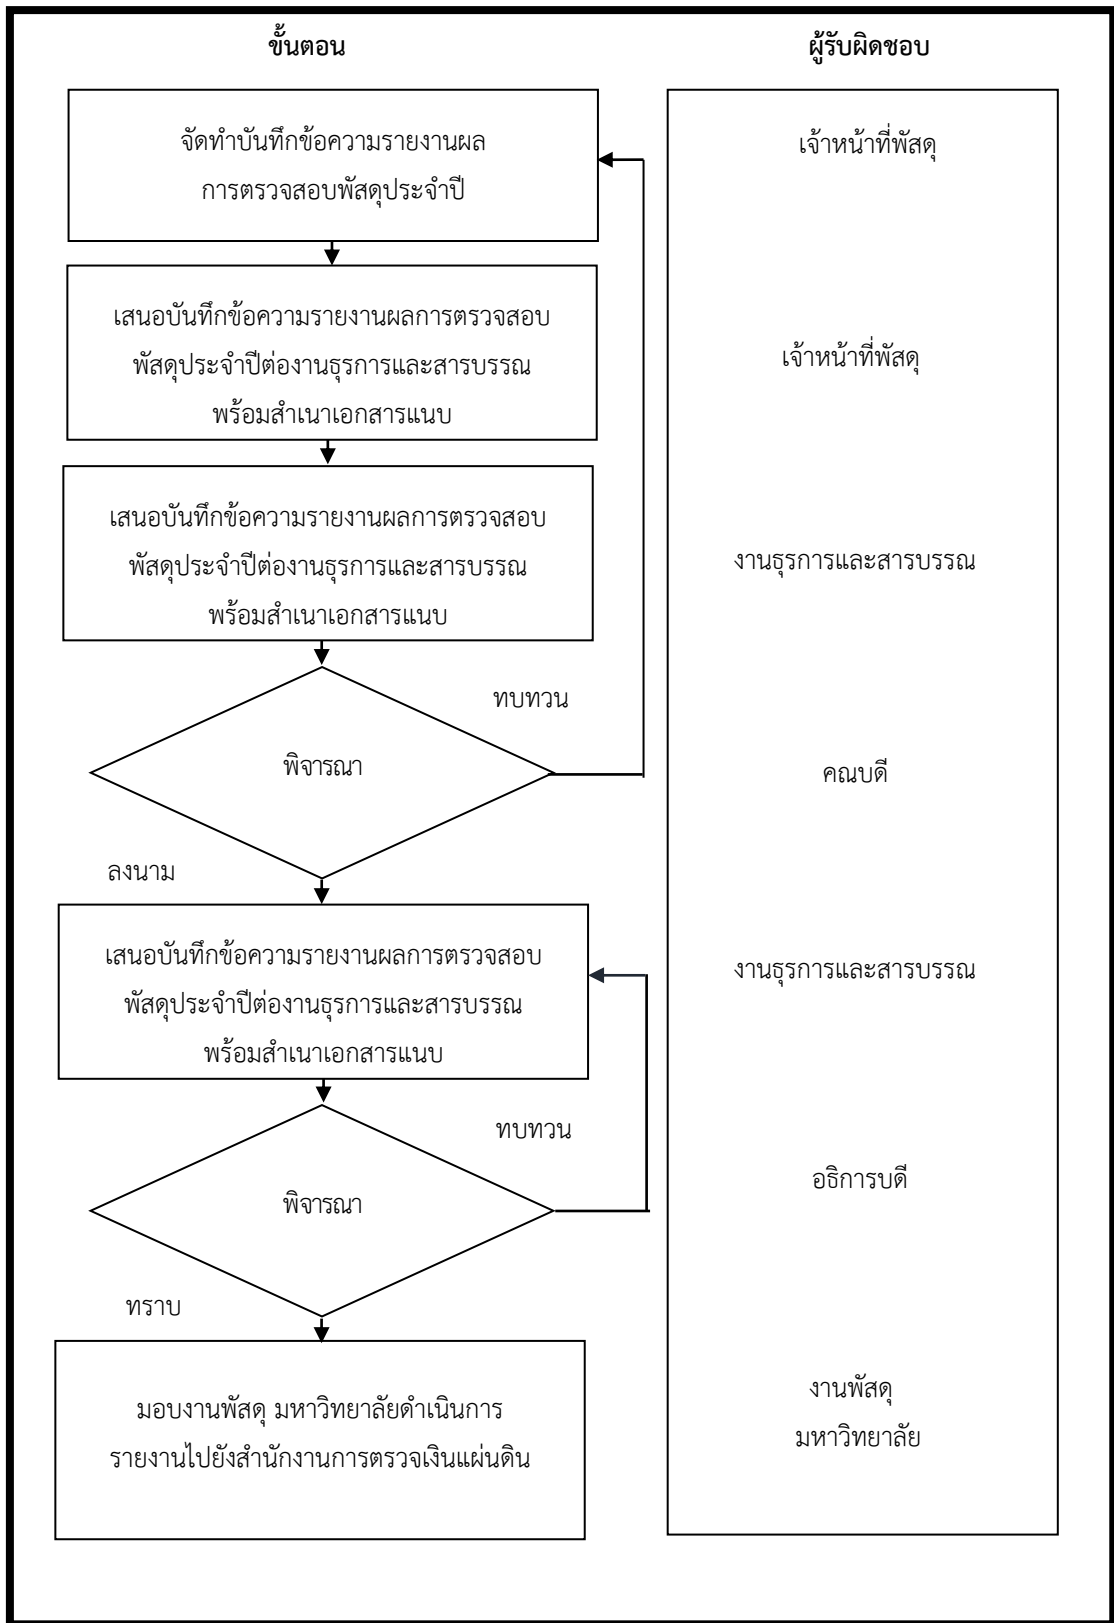 ขั้นตอน
ผู้รับผิดชอบ
จัดทำบันทึกข้อความรายงานผล
การตรวจสอบพัสดุประจำปี
เจ้าหน้าที่พัสดุ
เสนอบันทึกข้อความรายงานผลการตรวจสอบ
พัสดุประจำปีต่องานธุรการและสารบรรณ
พร้อมสำเนาเอกสารแนบ
เจ้าหน้าที่พัสดุ
เสนอบันทึกข้อความรายงานผลการตรวจสอบ
พัสดุประจำปีต่องานธุรการและสารบรรณ
พร้อมสำเนาเอกสารแนบ
งานธุรการและสารบรรณ
ทบทวน
พิจารณา
คณบดี
ลงนาม
เสนอบันทึกข้อความรายงานผลการตรวจสอบ
พัสดุประจำปีต่องานธุรการและสารบรรณ
พร้อมสำเนาเอกสารแนบ
งานธุรการและสารบรรณ
ทบทวน
พิจารณา
อธิการบดี
ทราบ
มอบงานพัสดุ มหาวิทยาลัยดำเนินการ
รายงานไปยังสำนักงานการตรวจเงินแผ่นดิน
งานพัสดุ
มหาวิทยาลัย